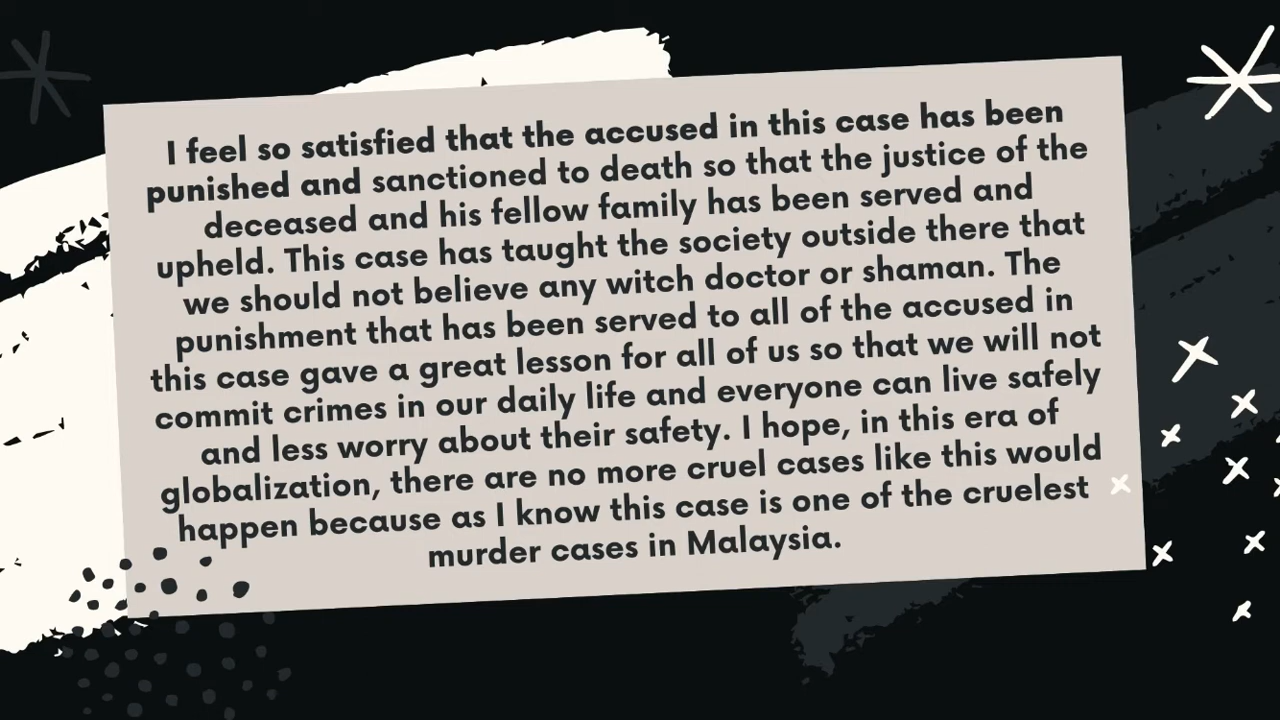 I feel so satisfied that the accused in this case has been
punished and sanctioned to death so that the justice of the
deceased and his fellow family has been served and
upheld. This case has taught the society outside there that
we should not believe any witch doctor or shaman. The
punishment that has been served to all of the accused in
this case gave a great lesson for all of us so that we will not
commit crimes in our daily life and everyone can live safely
and less worry about their safety. I hope, in this era of
globalization, there are no more cruel cases like this would
happen because as I know this case is one of the cruelest
murder cases in Malaysia.